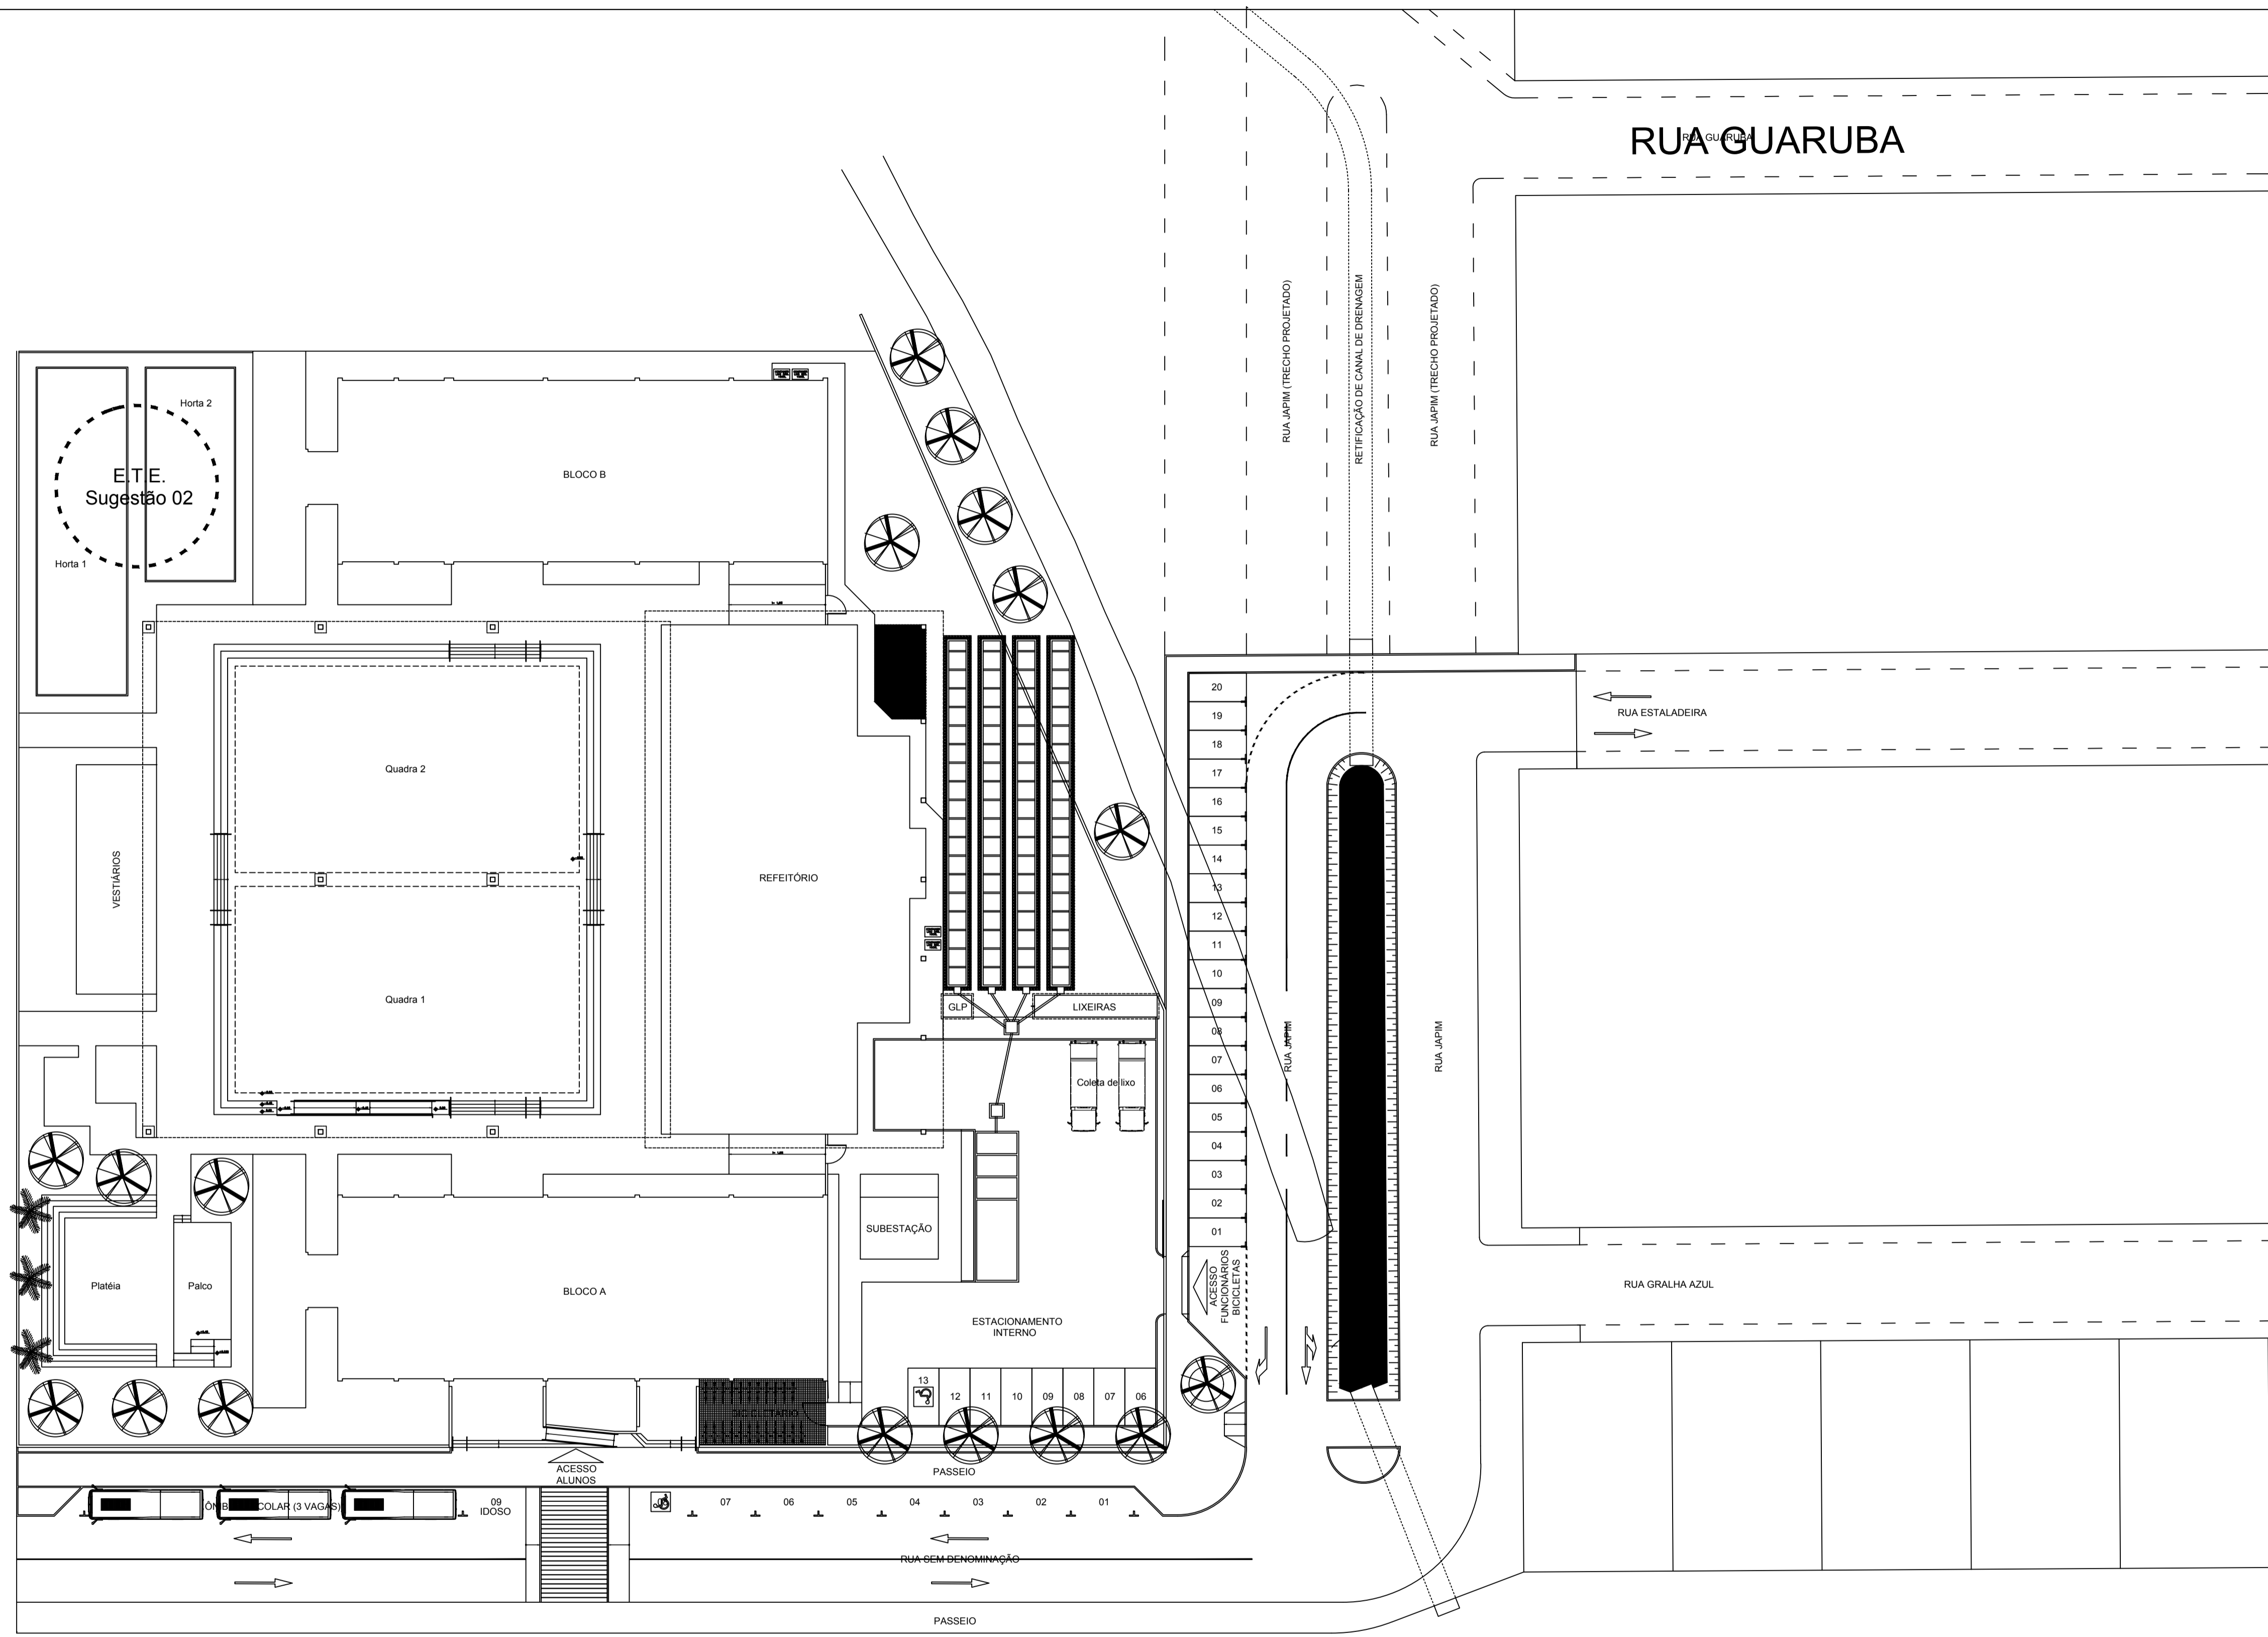 RUA GUARUBA
RUA GUARUBA
RUA JAPIM (TRECHO PROJETADO)
RETIFICAÇÃO DE CANAL DE DRENAGEM
RUA JAPIM (TRECHO PROJETADO)
Horta 2
E.T.E.
Sugestão 02
Horta 1
BLOCO B
20
19
18
17
16
15
14
13
12
11
10
09
08
07
06
05
04
03
02
01
RUA ESTALADEIRA
Quadra 2
VESTIÁRIOS
REFEITÓRIO
Quadra 1
GLP
LIXEIRAS
Coleta de lixo
RUA JAPIM
RUA JAPIM
SUBESTAÇÃO
Platéia
Palco
BLOCO A
ACESSO
FUNCIONÁRIOS
BICICLETAS
RUA GRALHA AZUL
ESTACIONAMENTO
INTERNO
13
12
11
10
09
08
07
06
BICICLETÁRIO
ACESSO
ALUNOS
PASSEIO
(3 VAGAS)
09
IDOSO
07
06
05
04
03
02
01
RUA SEM DENOMINAÇÃO
PASSEIO